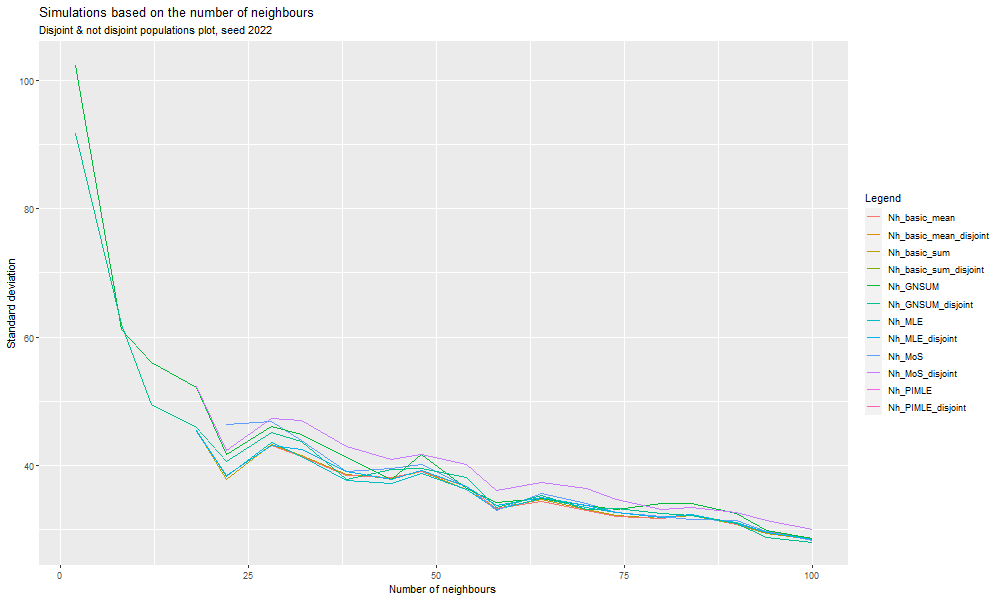 Simulations based on the number of neighbours
Disjoint & not disjoint populations plot, seed 2022
100
80
60
40
Standard deviation
0
25
50
75
100
Number of neighbours
Legend
Nh_basic_mean
Nh_basic_mean_disjoint
Nh_basic_sum
Nh_basic_sum_disjoint
Nh_GNSUM
Nh_GNSUM_disjoint
Nh_MLE
Nh_MLE_disjoint
Nh_MoS
Nh_MoS_disjoint
Nh_PIMLE
Nh_PIMLE_disjoint